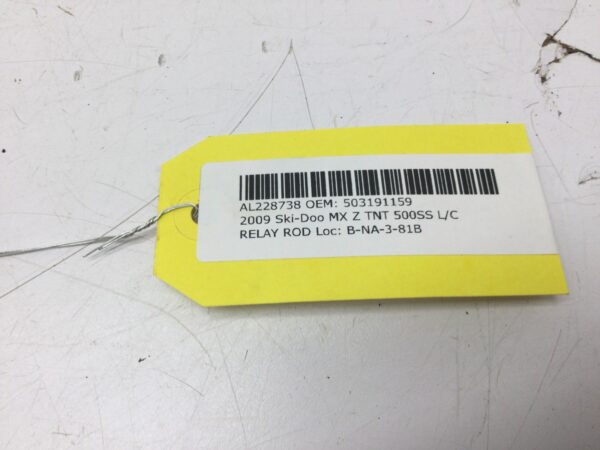 AL228738 OEM: 503191159
2009 Ski-Doo MX Z TNT 500SS L/C
RELAY ROD Loc: B-NA-3-81B